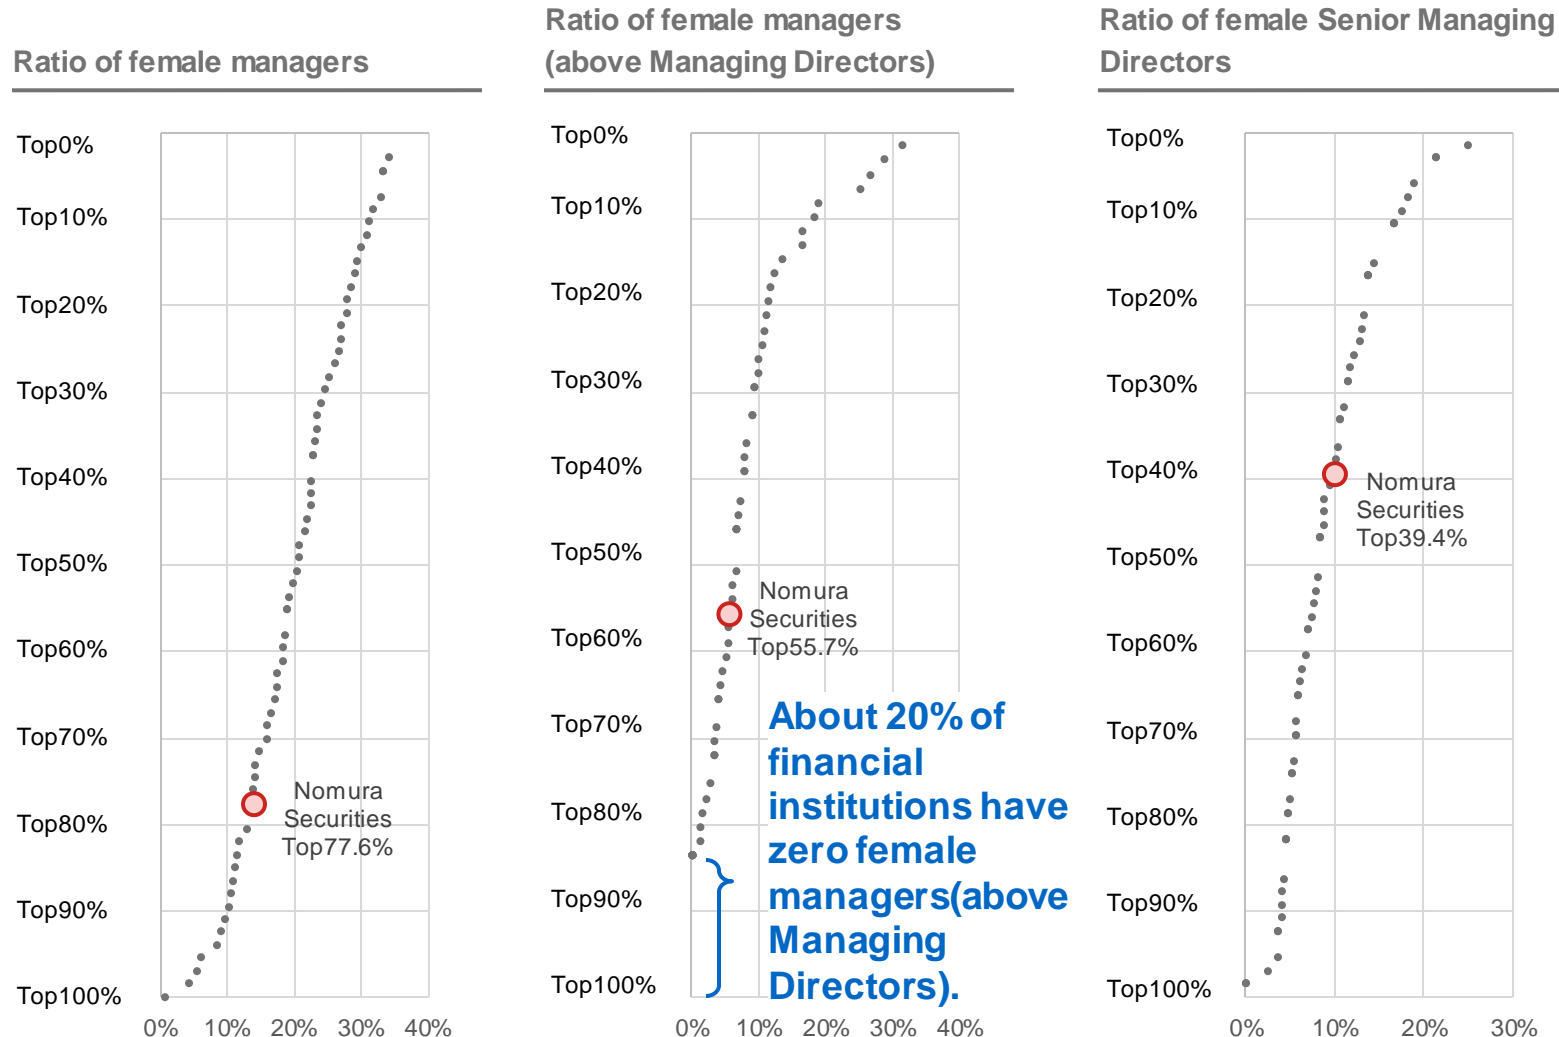 Ratio of female managers
Top0%
Top10%
Top20%
Top30%
Top40%
Top50%
Top60%
Top70%
Top80%
Top90%
Top100%
Nomura
Securities
Top77.6%
0% 10% 20% 30% 40%
Ratio of female managers
(above Managing Directors)
Top0%
Top10%
Top20%
Top30%
Top40%
Top50%
Top60%
Top70%
Top80%
Top90%
Top100%
Nomura
Securities
Top55.7%
About 20% of
financial
institutions have
zero female
managers(above
Managing
Directors).
0% 10% 20% 30% 40%
Ratio of female Senior Managing
Directors
Top0%
Top10%
Top20%
Top30%
Top40%
Top50%
Top60%
Top70%
Top80%
Top90%
Top100%
Nomura
Securities
Top39.4%
0% 10% 20% 30%